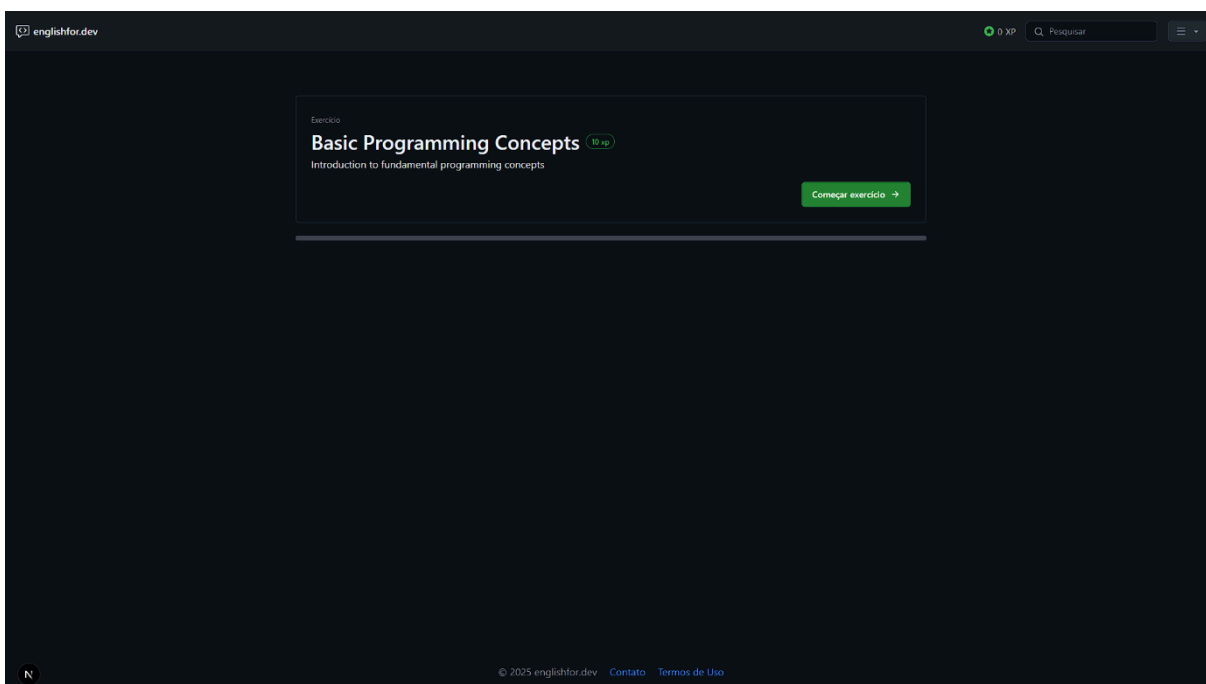 englishfor.dev
0 XP
Pesquisar
Exercício
Basic Programming Concepts 10 xp
Introduction to fundamental programming concepts
Começar exercício →
N
© 2025 englishfor.dev Contato Termos de Uso